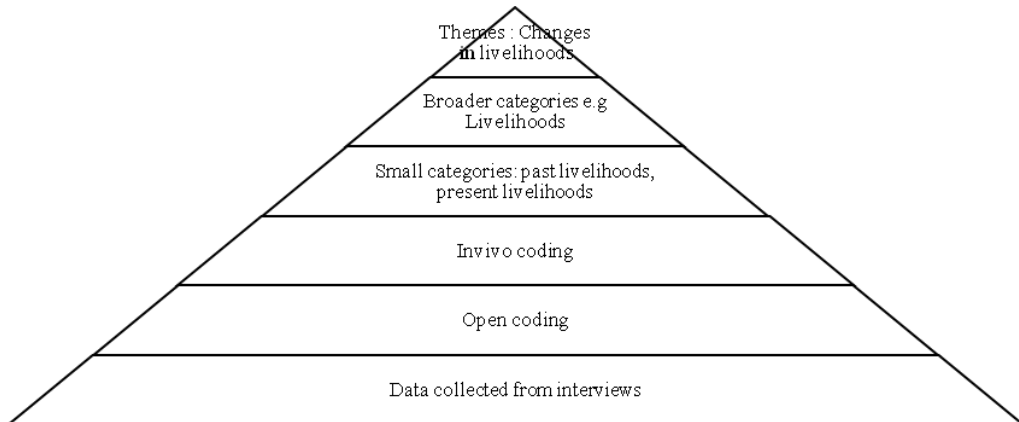 Themes : Changes
in livelihoods
Broader categories e.g
Livelihoods
Small categories: past livelihoods,
present livelihoods
Invivo coding
Open coding
Data collected from interviews